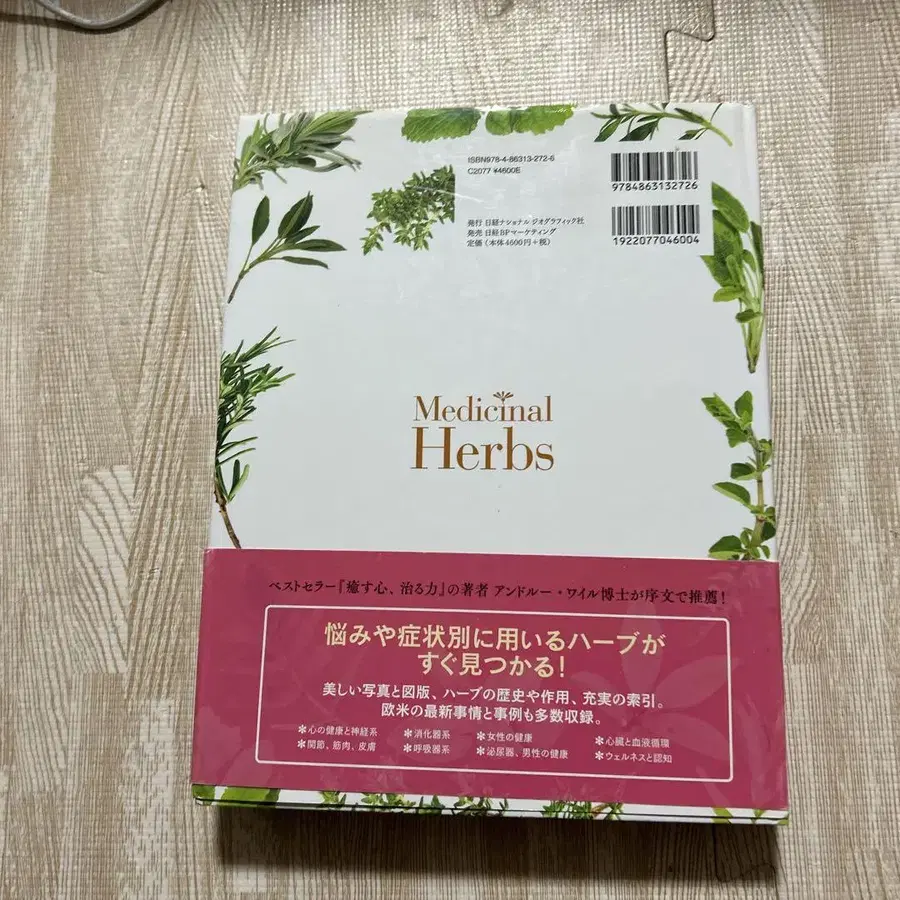 ISBN978-4-86313-272-6
C2077 ¥4600E
9784863132726
発行 日経ナショナル ジオグラフィック社
発売 日経BPマーケティング
定価(本体4600円+税)
1922077046004
Medicinal
Herbs
ベストセラー『癒す心、治る力』の著者 アンドルー・ワイル博士が序文で推薦!
悩みや症状別に用いるハーブが
すぐ見つかる!
美しい写真と図版、ハーブの歴史や作用、充実の索引。
欧米の最新事情と事例も多数収録。
*心の健康と神経系 *消化器系 *女性の健康 *心臓と血液循環
*関節、筋肉、皮膚 *呼吸器系 *泌尿器、男性の健康 *ウェルネスと認知